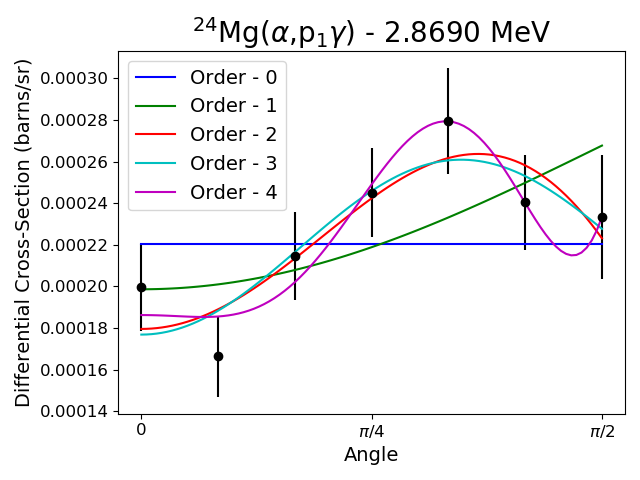 ²⁴Mg(α,p₁γ) - 2.8690 MeV
Differential Cross-Section (barns/sr)
0.00030
0.00028
0.00026
0.00024
0.00022
0.00020
0.00018
0.00016
0.00014
Order - 0
Order - 1
Order - 2
Order - 3
Order - 4
0
π/4
π/2
Angle